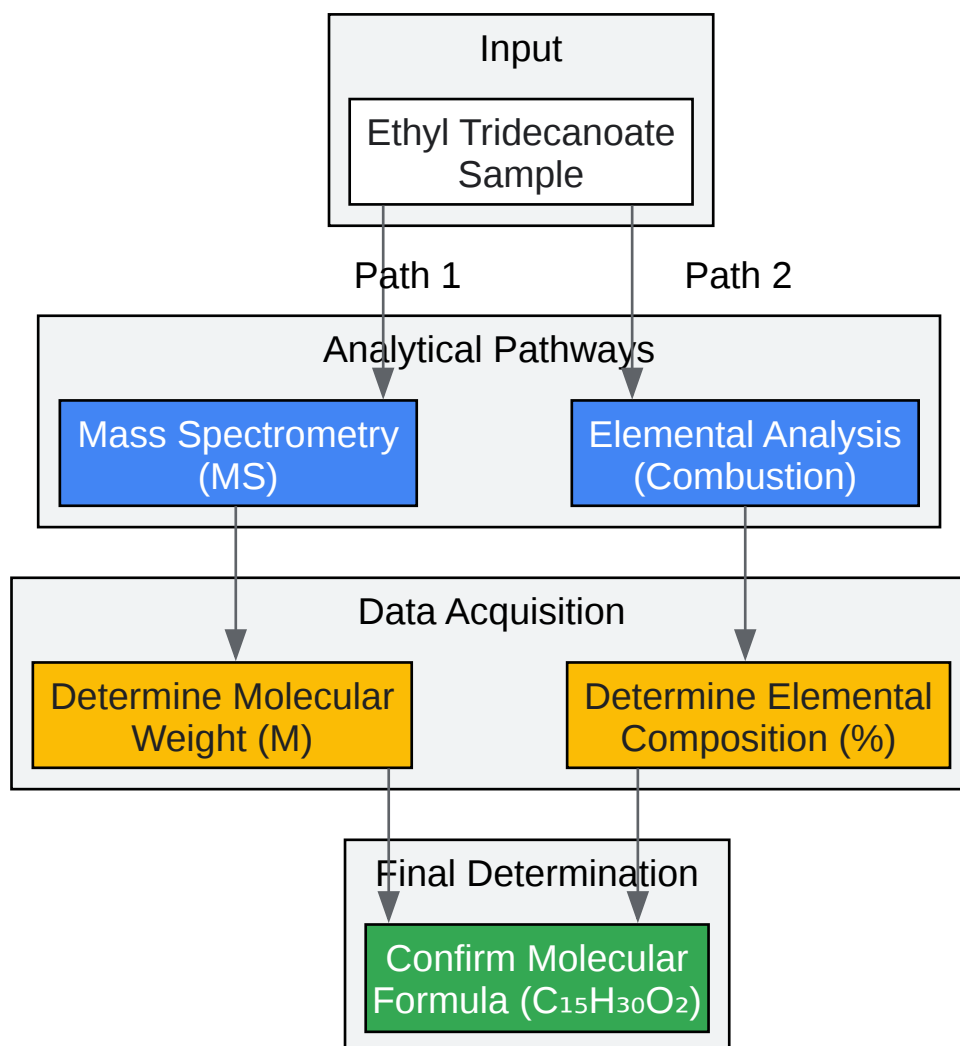 Input
Ethyl Tridecanoate
Sample
Path 1
Path 2
Analytical Pathways
Mass Spectrometry
(MS)
Elemental Analysis
(Combustion)
Data Acquisition
Determine Molecular
Weight (M)
Determine Elemental
Composition (%)
Final Determination
Confirm Molecular
Formula (C₁₅H₃₀O₂)